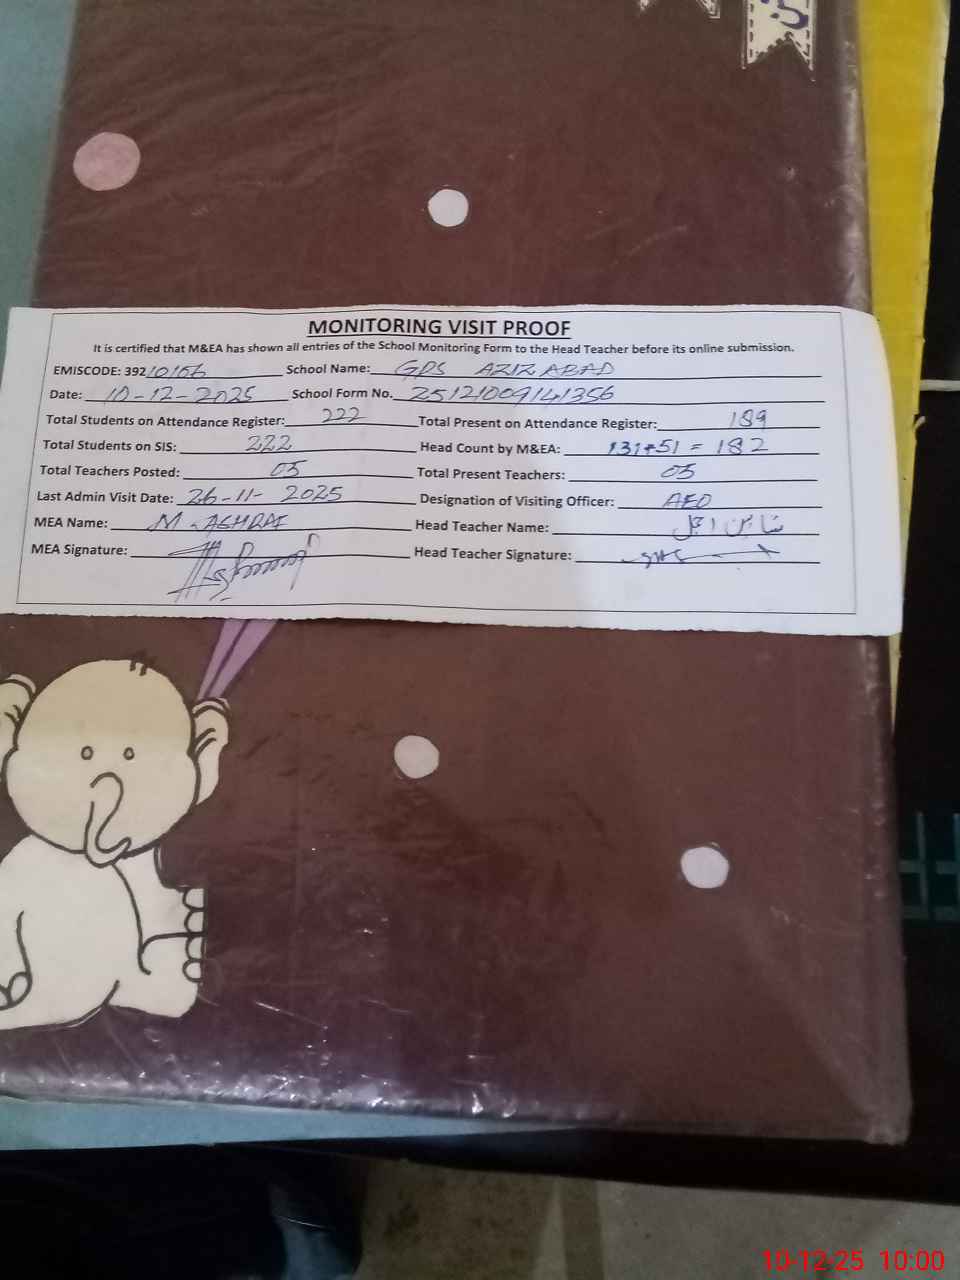 MONITORING VISIT PROOF
It is certified that M&EA has shown all entries of the School Monitoring Form to the Head Teacher before its online submission.
EMISCODE: 39210106 School Name: GPS AZIZ ABAD
Date: 10-12-2025 School Form No. 25121009141356
Total Students on Attendance Register: 222 Total Present on Attendance Register: 189
Total Students on SIS: 222 Head Count by M&EA: 131+51 = 182
Total Teachers Posted: 05 Total Present Teachers: 05
Last Admin Visit Date: 26-11-2025 Designation of Visiting Officer: AEO
MEA Name: M. ASHRAF Head Teacher Name:
MEA Signature: Head Teacher Signature:
10-12-25 10:00